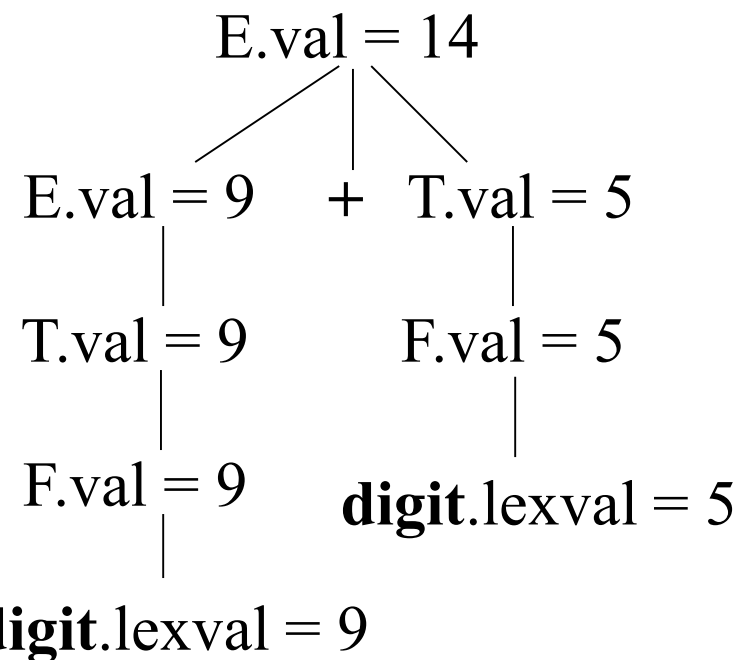 E.val = 14
E.val = 9 + T.val = 5
T.val = 9 F.val = 5
F.val = 9
digit.lexval = 5
digit.lexval = 9